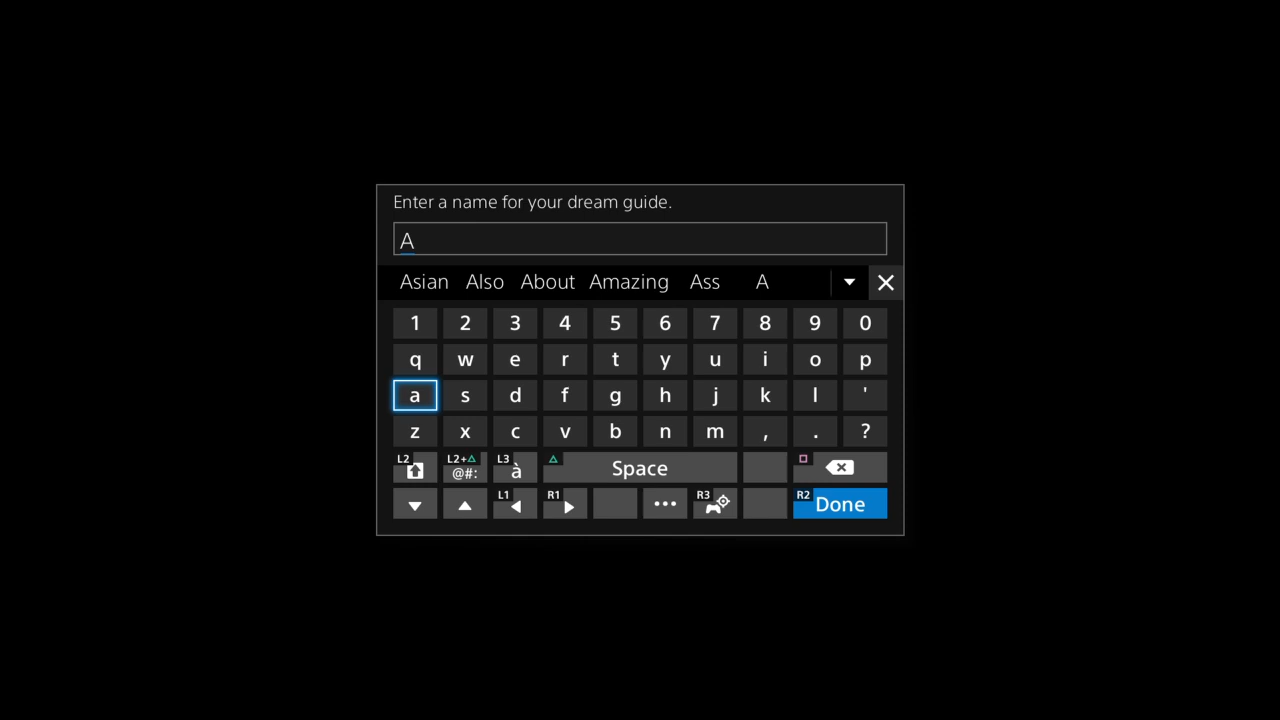 Enter a name for your dream guide.
A
Asian Also About Amazing Ass A
1 2 3 4 5 6 7 8 9 0
q w e r t y u i o p
a s d f g h j k l '
z x c v b n m , . ?
L2 L2+△ @#: L3 à △ Space □
L1 R1 ••• R3 R2 Done